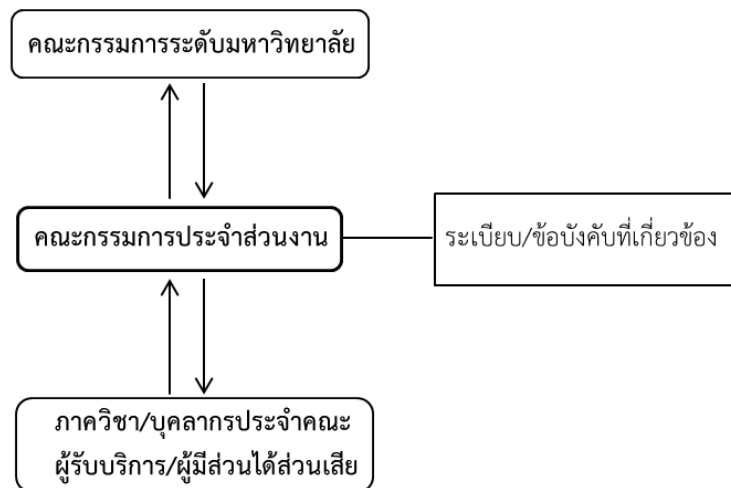 คณะกรรมการระดับมหาวิทยาลัย
คณะกรรมการประจำส่วนงาน
ระเบียบ/ข้อบังคับที่เกี่ยวข้อง
ภาควิชา/บุคลากรประจำคณะ
ผู้รับบริการ/ผู้มีส่วนได้ส่วนเสีย